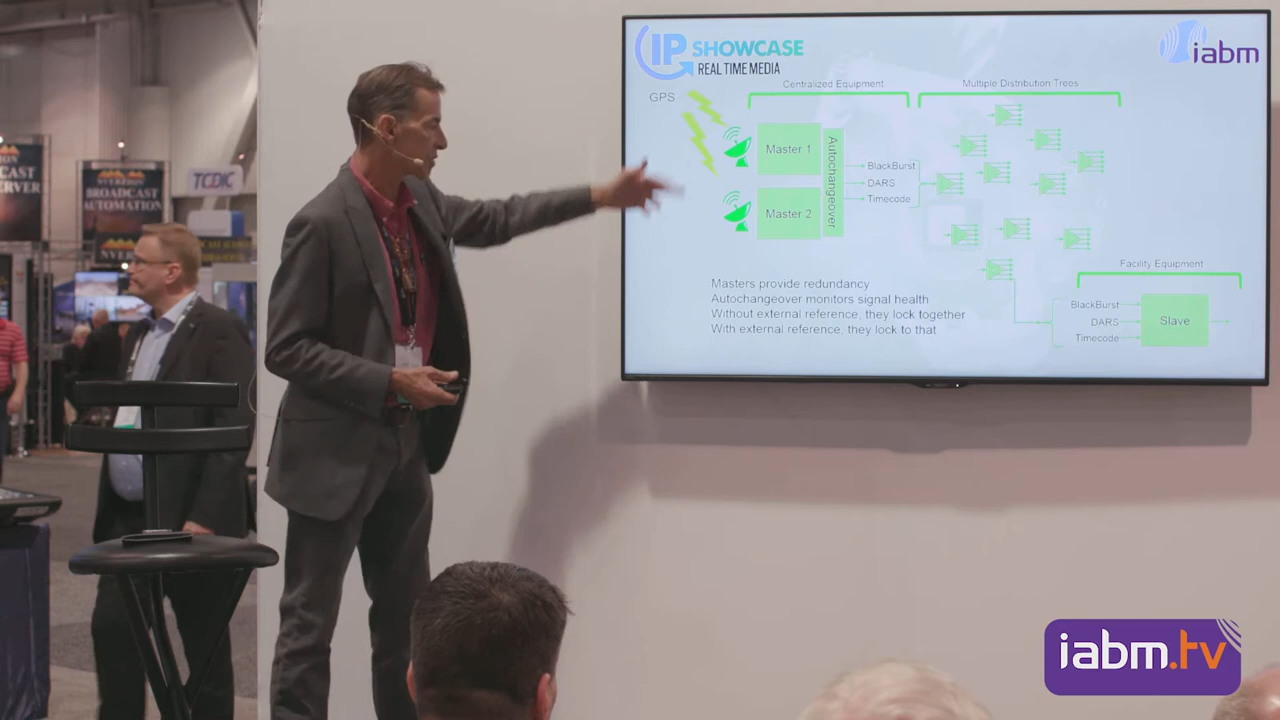 IP SHOWCASE
REAL TIME MEDIA
iabm
GPS
Centralized Equipment
Multiple Distribution Trees
Master 1
Master 2
Autochangeover
BlackBurst
DARS
Timecode
Masters provide redundancy
Autochangeover monitors signal health
Without external reference, they lock together
With external reference, they lock to that
Facility Equipment
BlackBurst
DARS
Timecode
Slave
BROADCAST
AUTOMATION
iabm.tv